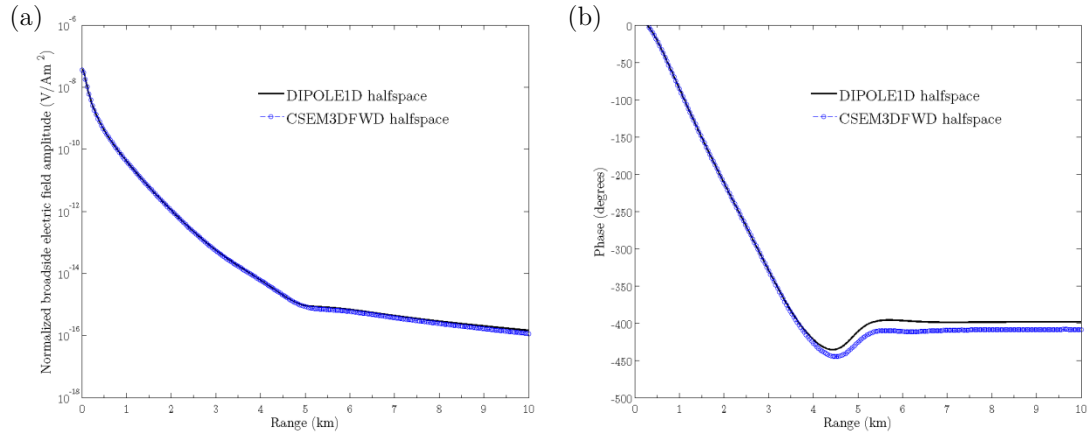 (a)
Normalized broadside electric field amplitude (V/Am²)
10⁻⁶
10⁻⁸
10⁻¹⁰
10⁻¹²
10⁻¹⁴
10⁻¹⁶
10⁻¹⁸
DIPOLE1D halfspace
CSEM3DFWD halfspace
0 1 2 3 4 5 6 7 8 9 10
Range (km)
(b)
Phase (degrees)
0
-50
-100
-150
-200
-250
-300
-350
-400
-450
-500
DIPOLE1D halfspace
CSEM3DFWD halfspace
0 1 2 3 4 5 6 7 8 9 10
Range (km)